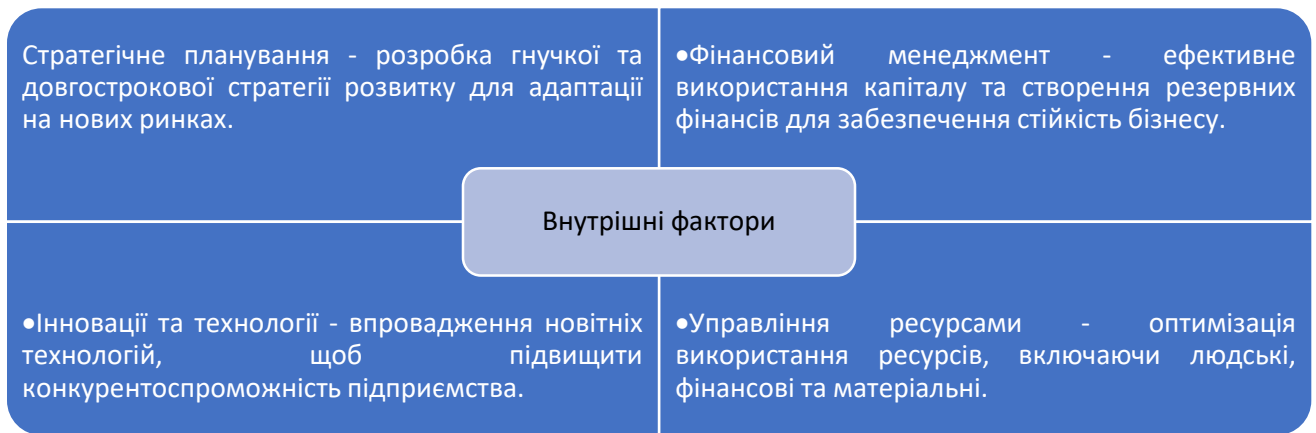 Стратегічне планування - розробка гнучкої та
довгострокової стратегії розвитку для адаптації
на нових ринках.
•Фінансовий менеджмент - ефективне
використання капіталу та створення резервних
фінансів для забезпечення стійкість бізнесу.
Внутрішні фактори
•Інновації та технології - впровадження новітніх
технологій, щоб підвищити
конкурентоспроможність підприємства.
•Управління ресурсами - оптимізація
використання ресурсів, включаючи людські,
фінансові та матеріальні.